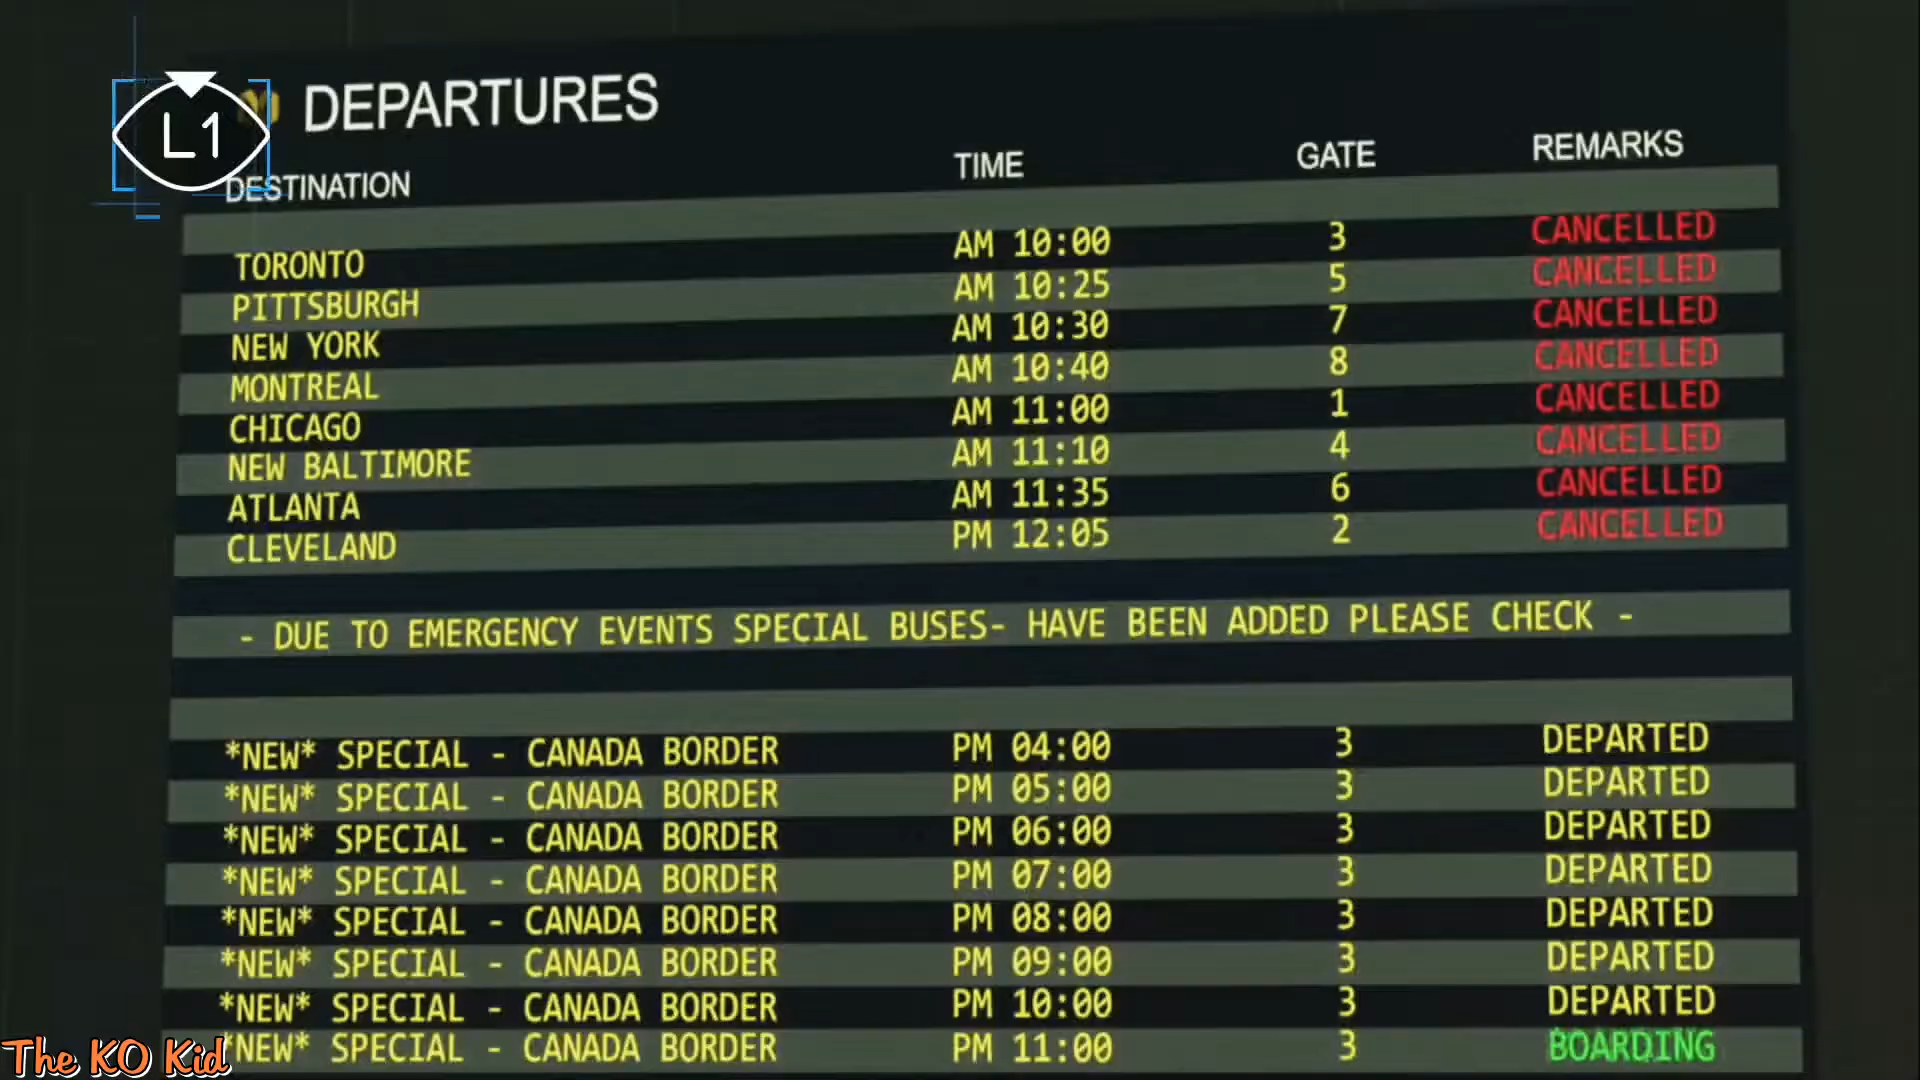 L1
DEPARTURES
DESTINATION TIME GATE REMARKS
TORONTO AM 10:00 3 CANCELLED
PITTSBURGH AM 10:25 5 CANCELLED
NEW YORK AM 10:30 7 CANCELLED
MONTREAL AM 10:40 8 CANCELLED
CHICAGO AM 11:00 1 CANCELLED
NEW BALTIMORE AM 11:10 4 CANCELLED
ATLANTA AM 11:35 6 CANCELLED
CLEVELAND PM 12:05 2 CANCELLED
- DUE TO EMERGENCY EVENTS SPECIAL BUSES- HAVE BEEN ADDED PLEASE CHECK -
*NEW* SPECIAL - CANADA BORDER PM 04:00 3 DEPARTED
*NEW* SPECIAL - CANADA BORDER PM 05:00 3 DEPARTED
*NEW* SPECIAL - CANADA BORDER PM 06:00 3 DEPARTED
*NEW* SPECIAL - CANADA BORDER PM 07:00 3 DEPARTED
*NEW* SPECIAL - CANADA BORDER PM 08:00 3 DEPARTED
*NEW* SPECIAL - CANADA BORDER PM 09:00 3 DEPARTED
*NEW* SPECIAL - CANADA BORDER PM 10:00 3 DEPARTED
*NEW* SPECIAL - CANADA BORDER PM 11:00 3 BOARDING
The KO Kid